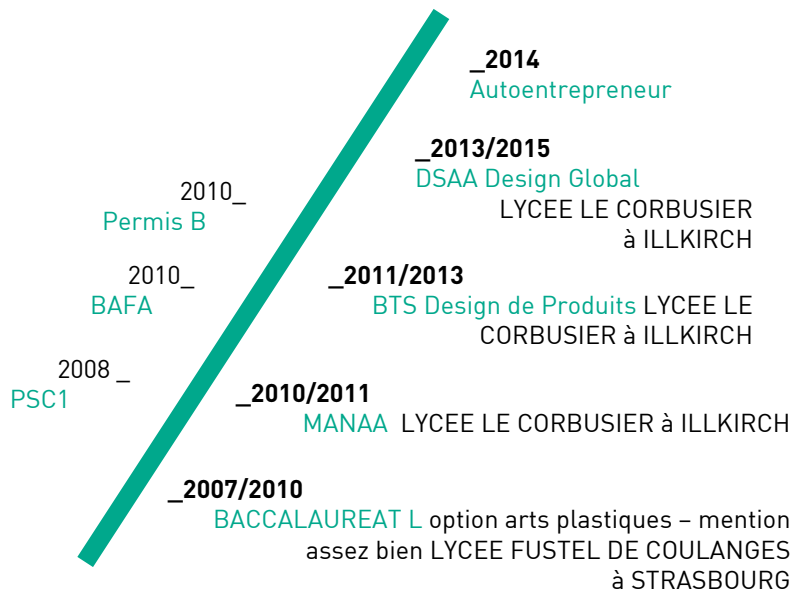 _2014
Autoentrepreneur
_2013/2015
DSAA Design Global
LYCEE LE CORBUSIER
à ILLKIRCH
2010_
Permis B
_2011/2013
BTS Design de Produits LYCEE LE
CORBUSIER à ILLKIRCH
2010_
BAFA
2008 _
PSC1
_2010/2011
MANAA LYCEE LE CORBUSIER à ILLKIRCH
_2007/2010
BACCALAUREAT L option arts plastiques – mention
assez bien LYCEE FUSTEL DE COULANGES
à STRASBOURG